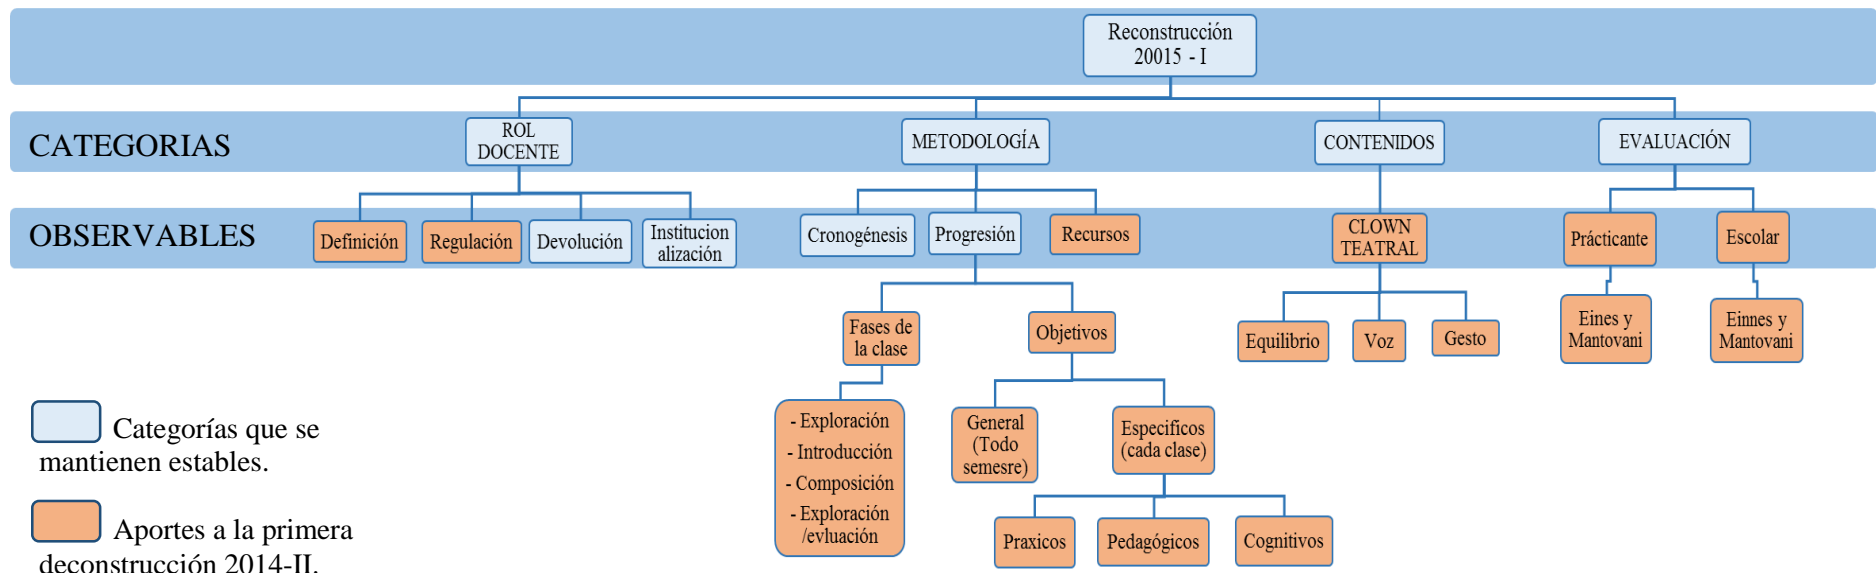 Reconstrucción
20015 - I
CATEGORIAS
ROL
DOCENTE
METODOLOGÍA
CONTENIDOS
EVALUACIÓN
OBSERVABLES
Definición
Regulación
Devolución
Institucion
alización
Cronogénesis
Progresión
Recursos
CLOWN
TEATRAL
Prácticante
Escolar
Fases de
la clase
Objetivos
Equilibrio
Voz
Gesto
Eines y
Mantovani
Einnes y
Mantovani
- Exploración
- Introducción
- Composición
- Exploración
/evluación
General
(Todo
semesre)
Especificos
(cada clase)
Praxicos
Pedagógicos
Cognitivos
Categorías que se
mantienen estables.
Aportes a la primera
deconstrucción 2014-II.